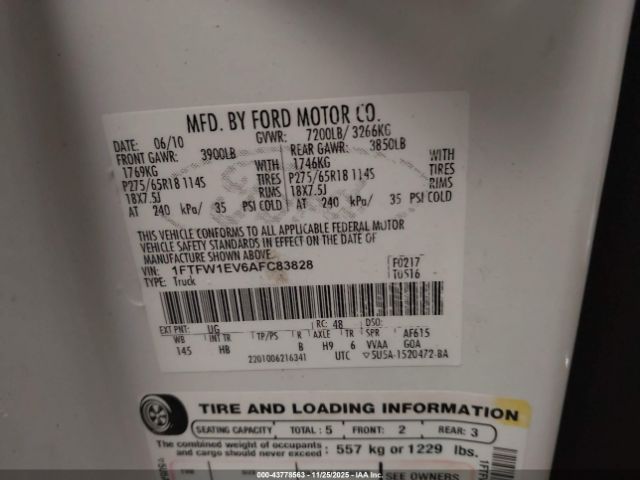 MFD. BY FORD MOTOR CO.
DATE: 06/10 GVWR: 7200LB/ 3266KG
FRONT GAWR: 3900LB REAR GAWR: 3850LB
1769KG WITH 1746KG WITH
P275/65R18 114S TIRES P275/65R18 114S TIRES
18X7.5J RIMS 18X7.5J RIMS
AT 240 kPa/ 35 PSI COLD AT 240 kPa/ 35 PSI COLD
THIS VEHICLE CONFORMS TO ALL APPLICABLE FEDERAL MOTOR
VEHICLE SAFETY STANDARDS IN EFFECT ON THE DATE OF
MANUFACTURE SHOWN ABOVE.
VIN: 1FTFW1EV6AFC83828 F0217
TYPE: Truck T0S16
EXT PNT: UG RC: 48 DSO:
WB INT TR TP/PS R AXLE TR SPR AF615
145 HB B H9 6 VVAA GOA
2201006216341 UTC 5U5A-1520472-BA
TIRE AND LOADING INFORMATION
SEATING CAPACITY TOTAL: 5 FRONT: 2 REAR: 3
The combined weight of occupants
and cargo should never exceed: 557 kg or 1229 lbs.
SEE OWNERS
000-43778563 - 11/25/2025 - IAAI.COM